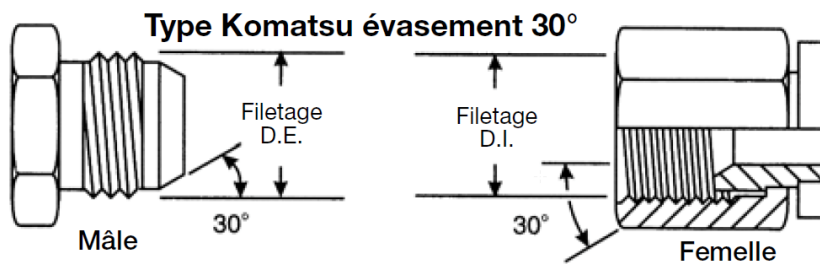 Type Komatsu évasement 30°
Filetage
D.E.
Filetage
D.I.
30°
30°
Mâle
Femelle